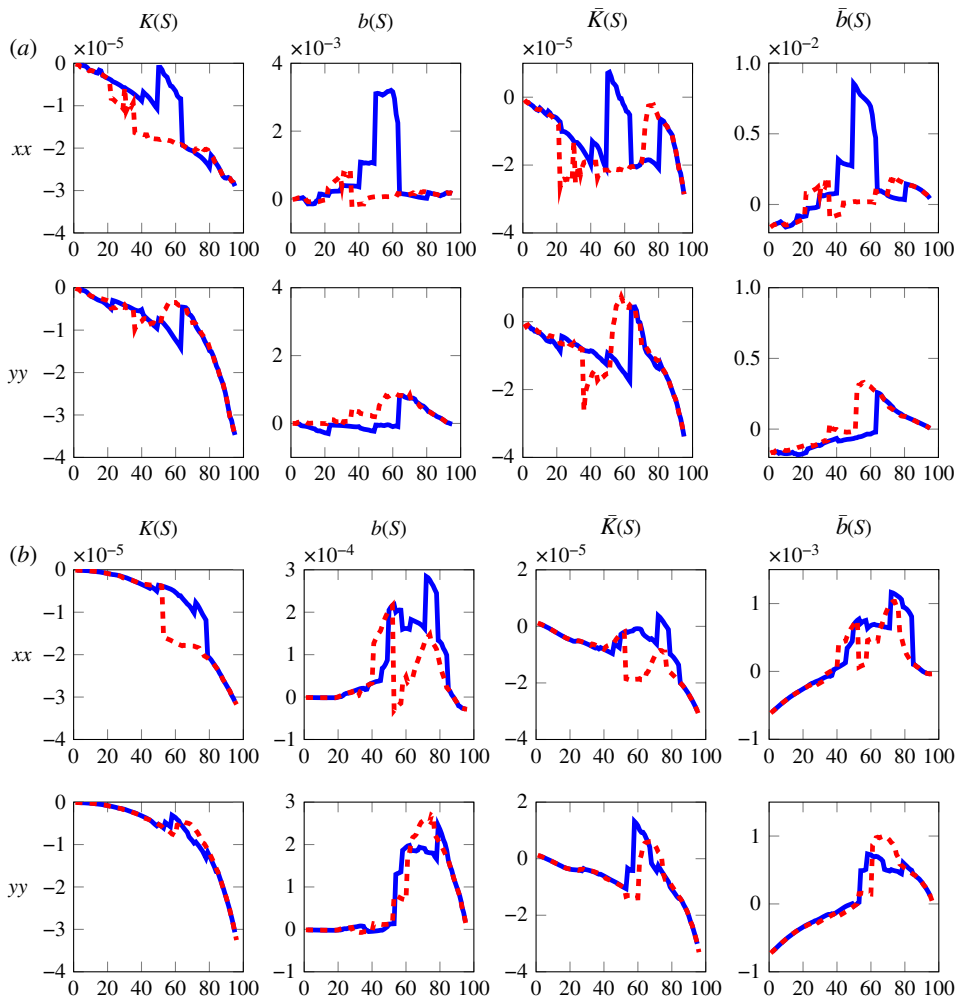 K(S) b(S) K̄(S) b̄(S)
(a) ×10−5 ×10−3 ×10−5 ×10−2
0 4 0 1.0
−1 2 −2 0.5
xx −2
−3 0 0
−4 −4
0 20 40 60 80 100 0 20 40 60 80 100 0 20 40 60 80 100 0 20 40 60 80 100
0 4 1.0
−1 0 0.5
yy −2 2 −2
−3 0 0
−4 −4
0 20 40 60 80 100 0 20 40 60 80 100 0 20 40 60 80 100 0 20 40 60 80 100
K(S) b(S) K̄(S) b̄(S)
(b) ×10−5 ×10−4 ×10−5 ×10−3
0 3 2
−1 2 0 1
xx −2 1 −2 0
−3 0
−4 −1 −4 −1
0 20 40 60 80 100 0 20 40 60 80 100 0 20 40 60 80 100 0 20 40 60 80 100
0 3 2
−1 2 0 1
yy −2 1 −2 0
−3 0
−4 −1 −4 −1
0 20 40 60 80 100 0 20 40 60 80 100 0 20 40 60 80 100 0 20 40 60 80 100